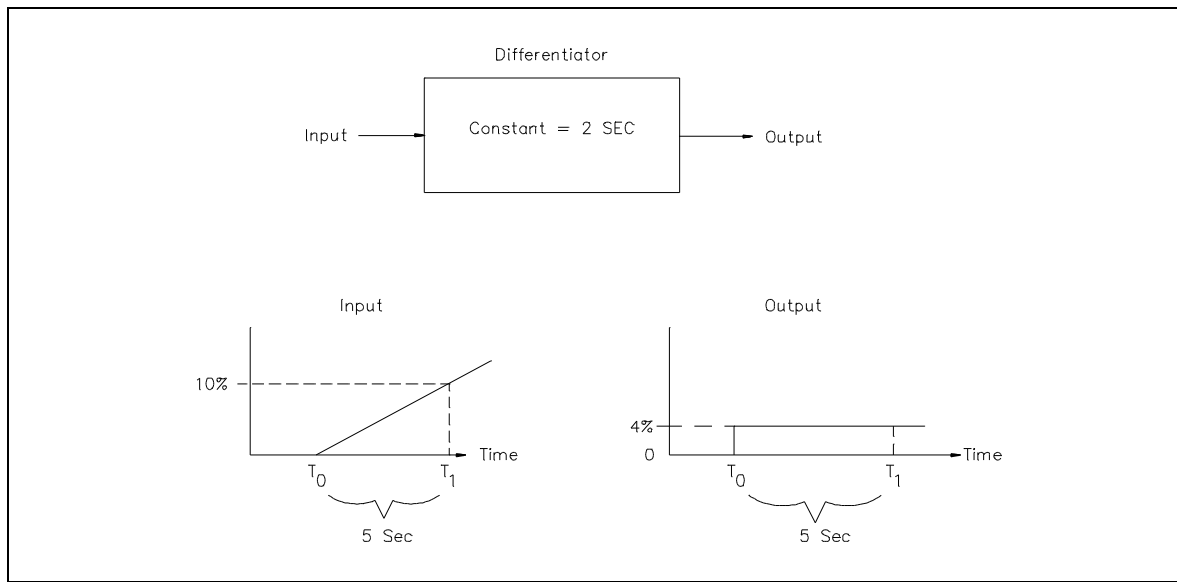 Differentiator
Constant = 2 SEC
Input
Output
Input
10%
Time
T0
T1
5 Sec
Output
4%
0
Time
T0
T1
5 Sec